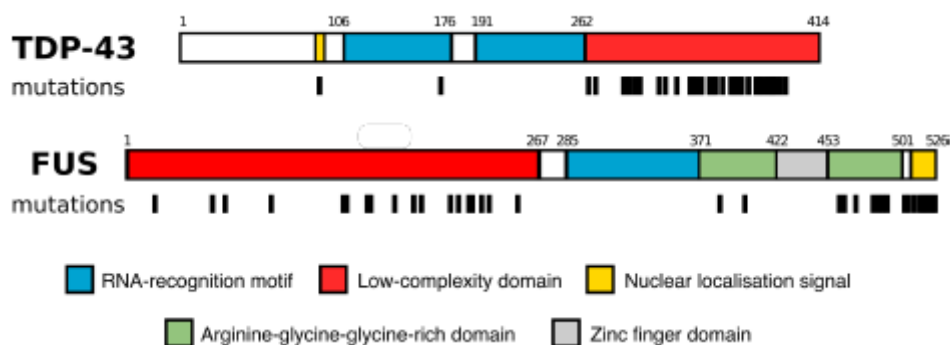 1 106 176 191 262 414
TDP-43
mutations
1 267 285 371 422 453 501 526
FUS
mutations
RNA-recognition motif Low-complexity domain Nuclear localisation signal
Arginine-glycine-glycine-rich domain Zinc finger domain